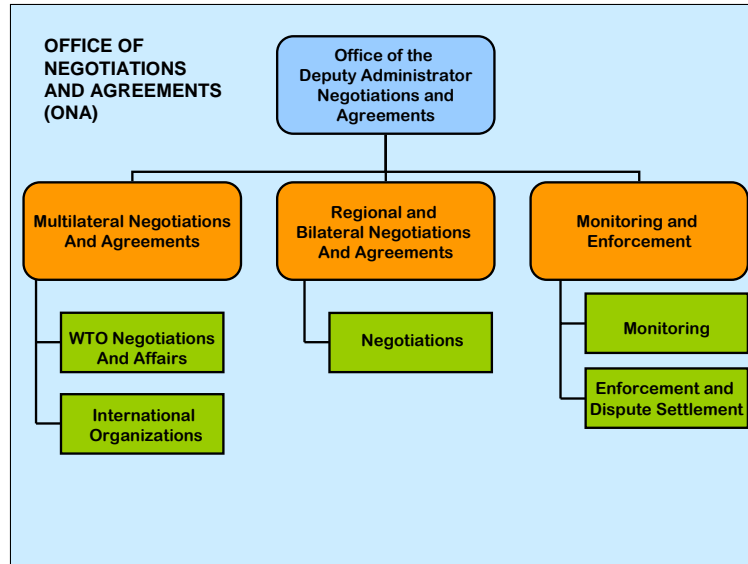 OFFICE OF
NEGOTIATIONS
AND AGREEMENTS
(ONA)
Office of the
Deputy Administrator
Negotiations and
Agreements
Multilateral Negotiations
And Agreements
Regional and
Bilateral Negotiations
And Agreements
Monitoring and
Enforcement
WTO Negotiations
And Affairs
International
Organizations
Negotiations
Monitoring
Enforcement and
Dispute Settlement